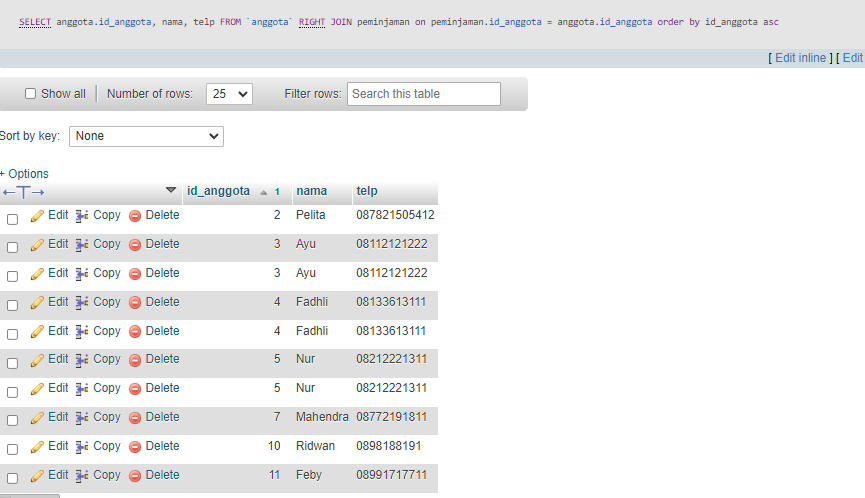 SELECT anggota.id_anggota, nama, telp FROM `anggota` RIGHT JOIN peminjaman on peminjaman.id_anggota = anggota.id_anggota order by id_anggota asc
[ Edit inline ] [ Edit
Show all Number of rows: 25 Filter rows: Search this table
Sort by key: None
+ Options
←T→ id_anggota 1 nama telp
Edit Copy Delete 2 Pelita 087821505412
Edit Copy Delete 3 Ayu 08112121222
Edit Copy Delete 3 Ayu 08112121222
Edit Copy Delete 4 Fadhli 08133613111
Edit Copy Delete 4 Fadhli 08133613111
Edit Copy Delete 5 Nur 08212221311
Edit Copy Delete 5 Nur 08212221311
Edit Copy Delete 7 Mahendra 08772191811
Edit Copy Delete 10 Ridwan 0898188191
Edit Copy Delete 11 Feby 08991717711